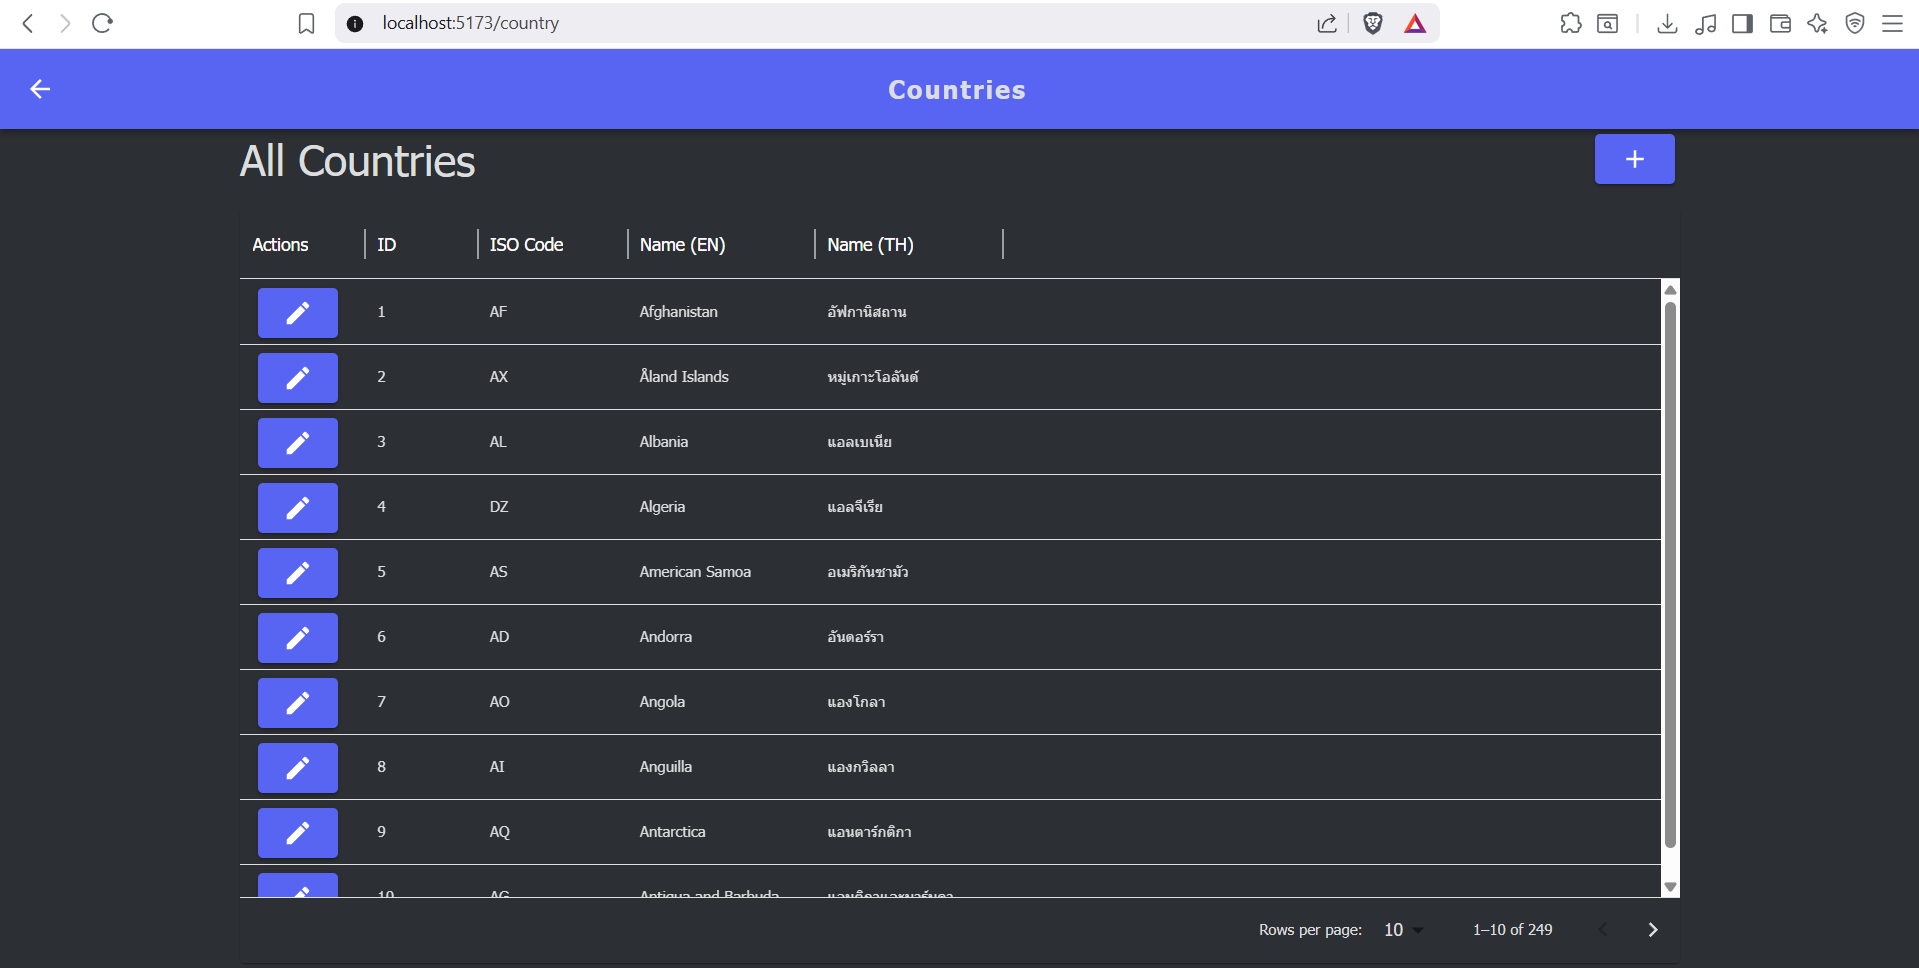 localhost:5173/country
Countries
All Countries
Actions ID ISO Code Name (EN) Name (TH)
1 AF Afghanistan อัฟกานิสถาน
2 AX Åland Islands หมู่เกาะโอลันด์
3 AL Albania แอลเบเนีย
4 DZ Algeria แอลจีเรีย
5 AS American Samoa อเมริกันซามัว
6 AD Andorra อันดอร์รา
7 AO Angola แองโกลา
8 AI Anguilla แองกวิลลา
9 AQ Antarctica แอนตาร์กติกา
10 AG Antigua and Barbuda
Rows per page: 10 1–10 of 249